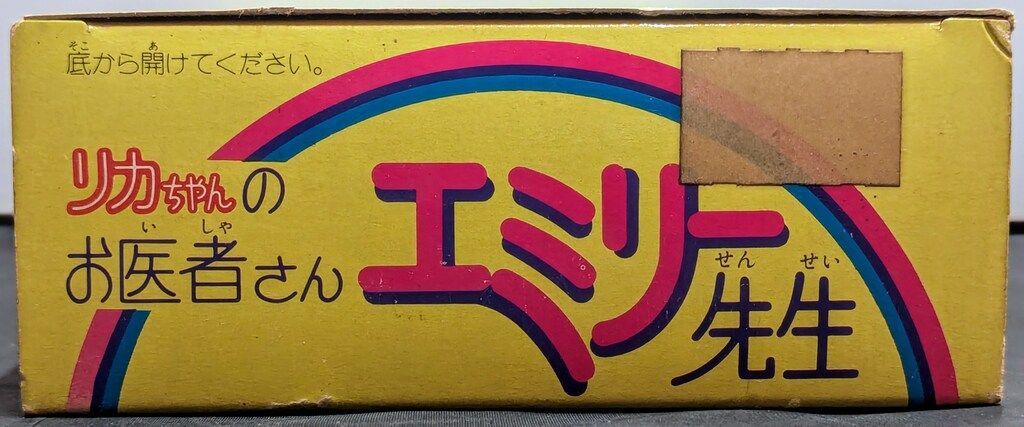 底から開けてください。
リカちゃんの
お医者さん
エミリー
先生